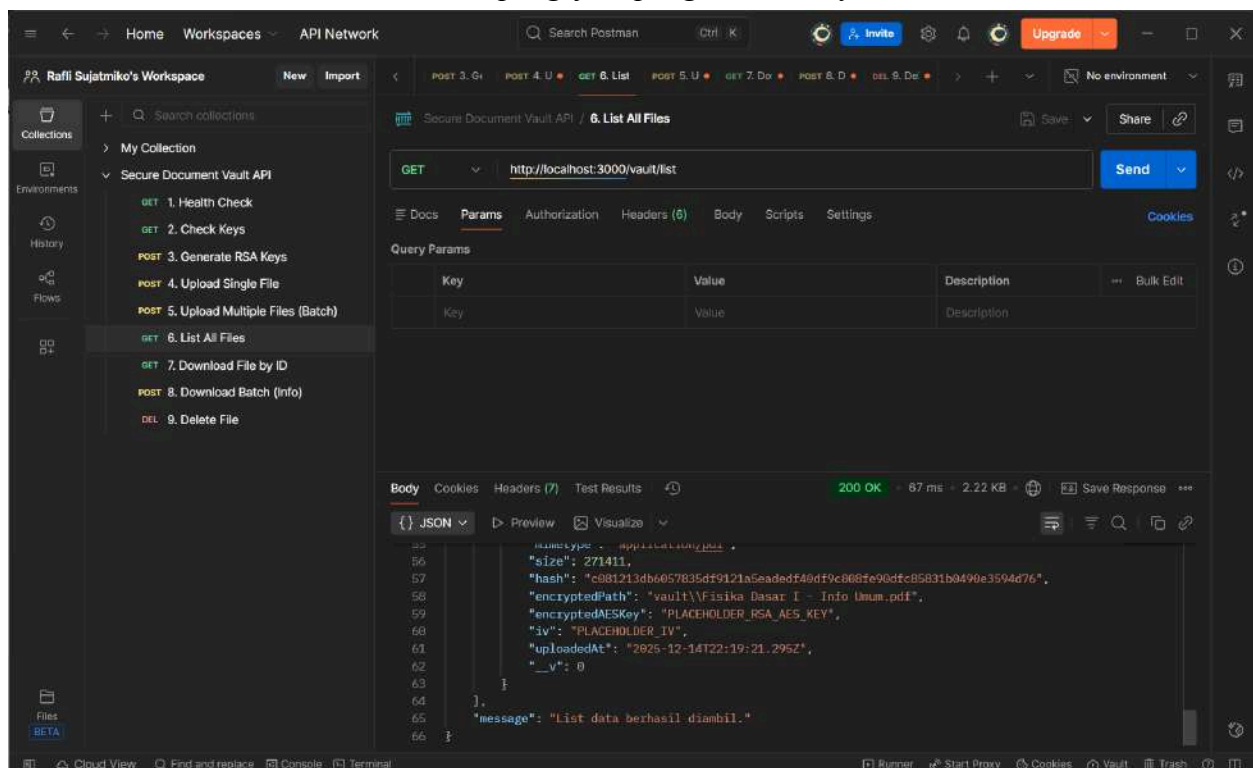 Home Workspaces API Network Search Postman Ctrl K Invite Upgrade
Rafli Sujatmiko's Workspace New Import POST 3. Ge POST 4. U GET 6. List POST 5. U GET 7. Do POST 8. D DEL 9. Del No environment
Collections
Environments
History
Flows
Files
BETA
Search collections
My Collection
Secure Document Vault API
GET 1. Health Check
GET 2. Check Keys
POST 3. Generate RSA Keys
POST 4. Upload Single File
POST 5. Upload Multiple Files (Batch)
GET 6. List All Files
GET 7. Download File by ID
POST 8. Download Batch (Info)
DEL 9. Delete File
HTTP Secure Document Vault API / 6. List All Files Save Share
GET http://localhost:3000/vault/list Send
Docs Params Authorization Headers (6) Body Scripts Settings Cookies
Query Params
Key Value Description Bulk Edit
Key Value Description
Body Cookies Headers (7) Test Results 200 OK 67 ms 2.22 KB Save Response
{} JSON Preview Visualize
55 "mimetype": "application/pdf",
56 "size": 271411,
57 "hash": "c081213db6057835df9121a5eadedf40df9c808fe90dfc85831b0490e3594d76",
58 "encryptedPath": "vault\\Fisika Dasar I - Info Umum.pdf",
59 "encryptedAESKey": "PLACEHOLDER_RSA_AES_KEY",
60 "iv": "PLACEHOLDER_IV",
61 "uploadedAt": "2025-12-14T22:19:21.295Z",
62 "__v": 0
63 }
64 ],
65 "message": "List data berhasil diambil."
66 }
Cloud View Find and replace Console Terminal Runner Start Proxy Cookies Vault Trash